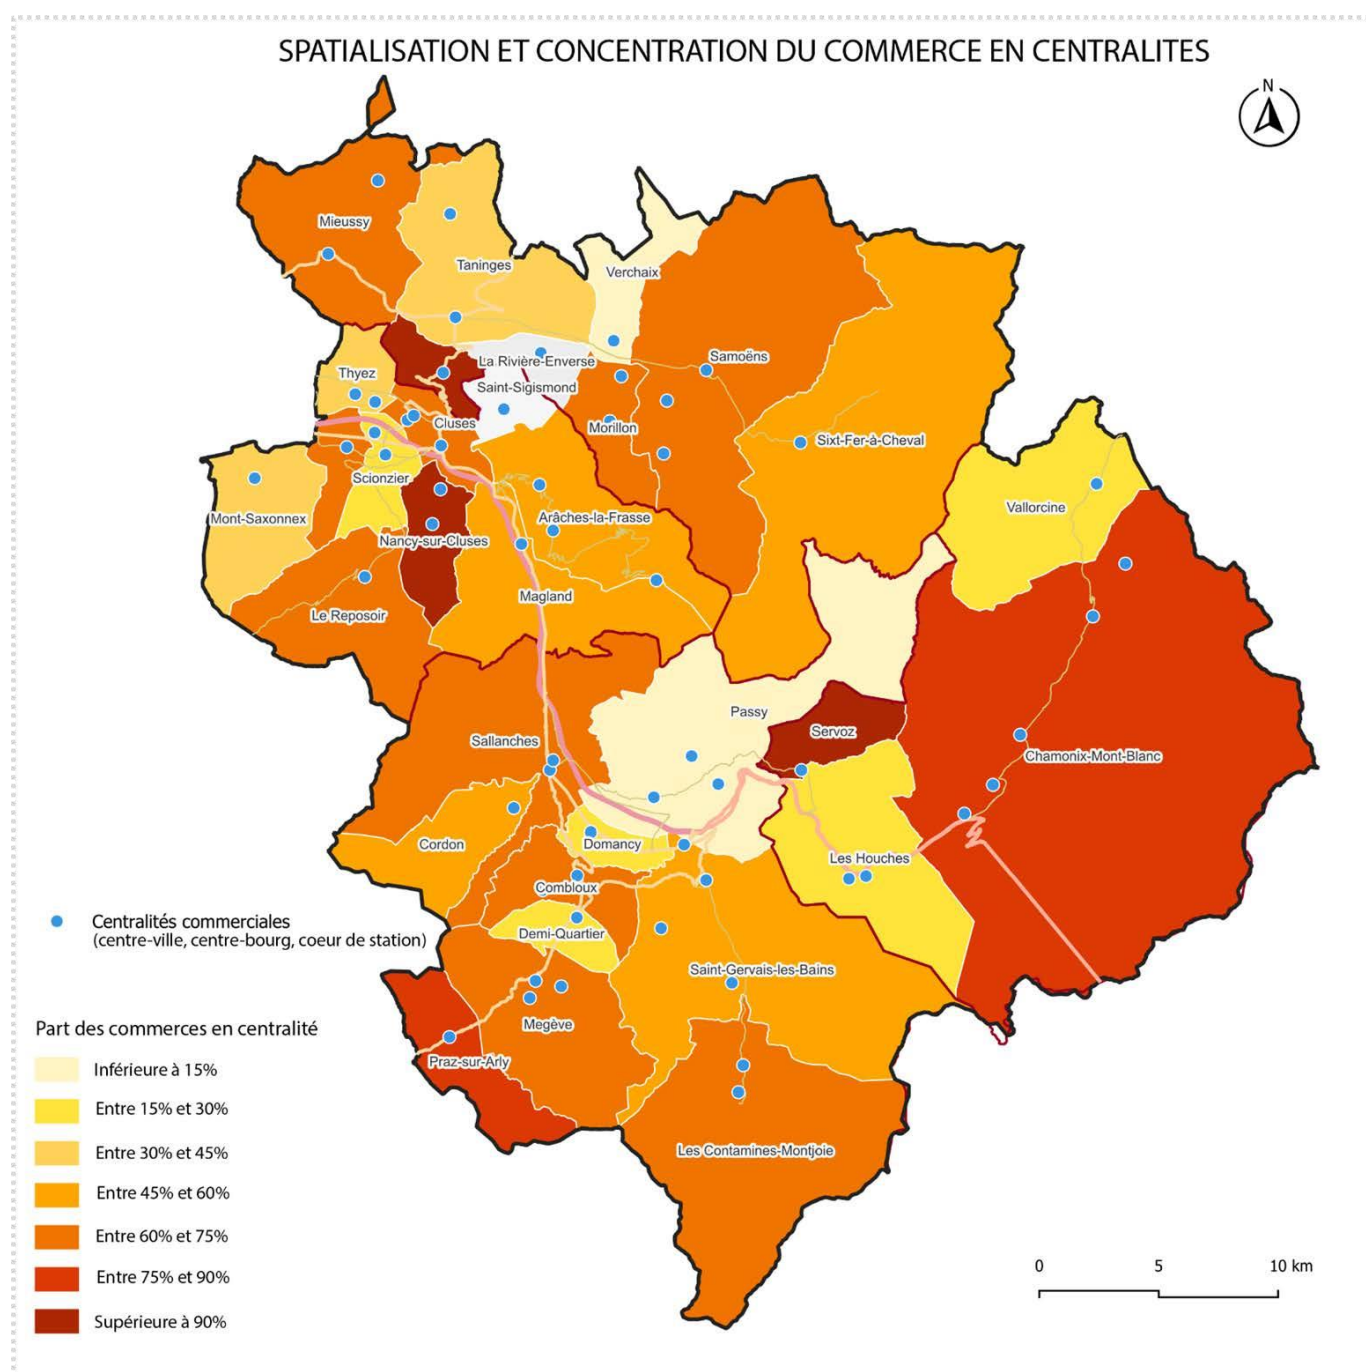 SPATIALISATION ET CONCENTRATION DU COMMERCE EN CENTRALITES
N
Mieussy
Taninges
Verchaix
Samoëns
La Rivière-Enverse
Thyez
Saint-Sigismond
Cluses
Morillon
Sixt-Fer-à-Cheval
Scionzier
Vallorcine
Mont-Saxonnex
Arâches-la-Frasse
Nancy-sur-Cluses
Magland
Le Reposoir
Passy
Servoz
Sallanches
Chamonix-Mont-Blanc
Cordon
Domancy
Les Houches
Combloux
Demi-Quartier
Saint-Gervais-les-Bains
Megève
Praz-sur-Arly
Les Contamines-Montjoie
Centralités commerciales
(centre-ville, centre-bourg, coeur de station)
Part des commerces en centralité
Inférieure à 15%
Entre 15% et 30%
Entre 30% et 45%
Entre 45% et 60%
Entre 60% et 75%
Entre 75% et 90%
Supérieure à 90%
0 5 10 km